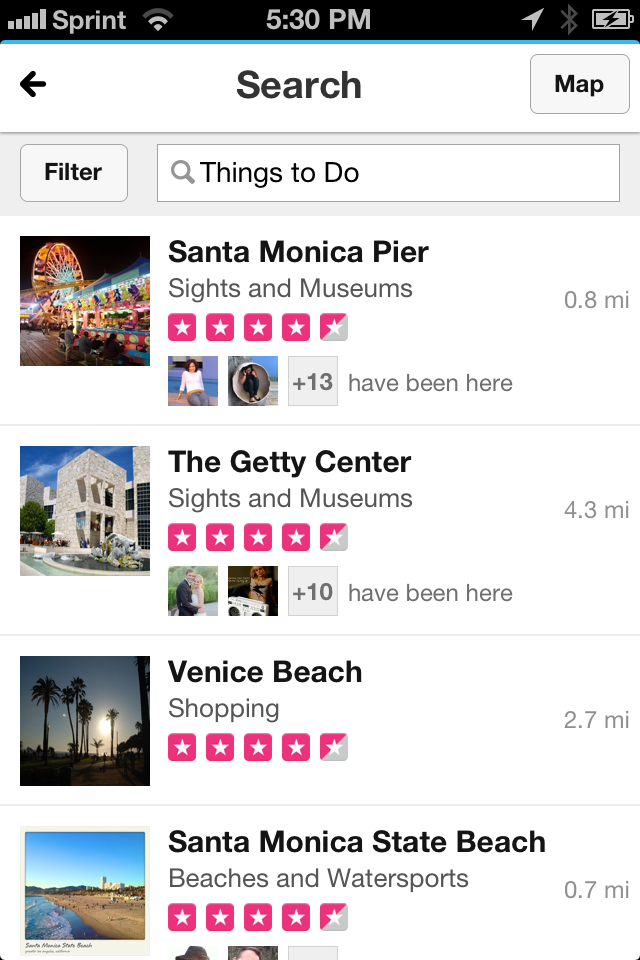 Sprint 5:30 PM
Search
Map
Filter
Things to Do
Santa Monica Pier
Sights and Museums
0.8 mi
+13 have been here
The Getty Center
Sights and Museums
4.3 mi
+10 have been here
Venice Beach
Shopping
2.7 mi
Santa Monica State Beach
Beaches and Watersports
0.7 mi
Santa Monica State Beach